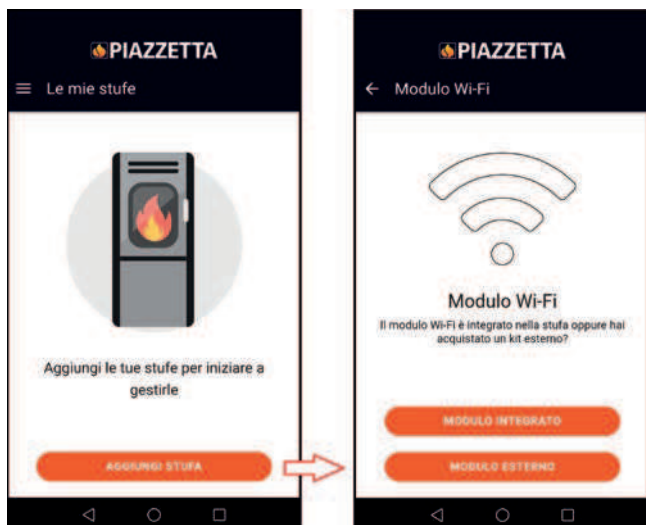 PIAZZETTA
Le mie stufe
Aggiungi le tue stufe per iniziare a
gestirle
AGGIUNGI STUFA
PIAZZETTA
Modulo Wi-Fi
Modulo Wi-Fi
Il modulo Wi-Fi è integrato nella stufa oppure hai
acquistato un kit esterno?
MODULO INTEGRATO
MODULO ESTERNO